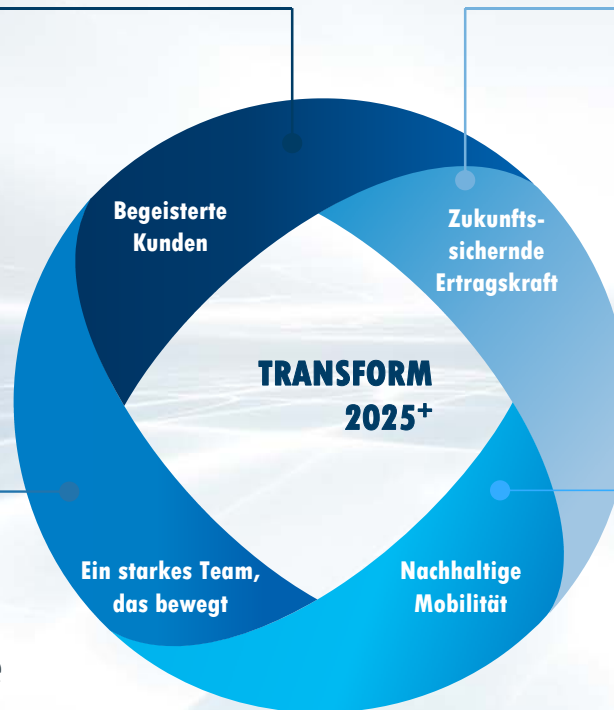 Begeisterte
Kunden
Zukunfts-
sichernde
Ertragskraft
TRANSFORM
2025+
Ein starkes Team,
das bewegt
Nachhaltige
Mobilität